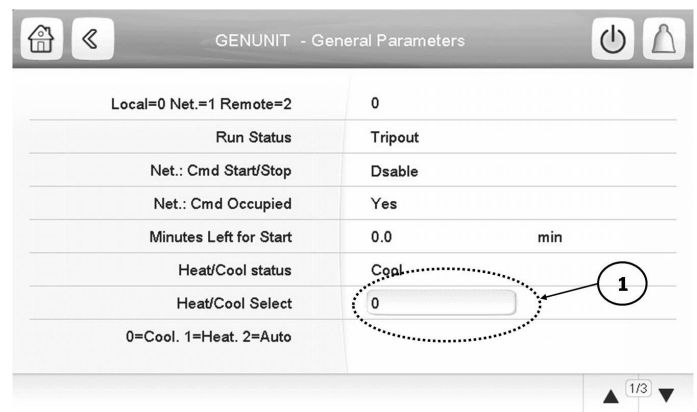 GENUNIT - General Parameters
Local=0 Net.=1 Remote=2 0
Run Status Tripout
Net.: Cmd Start/Stop Dsable
Net.: Cmd Occupied Yes
Minutes Left for Start 0.0 min
Heat/Cool status Cool
Heat/Cool Select 0
1
0=Cool. 1=Heat. 2=Auto
1/3